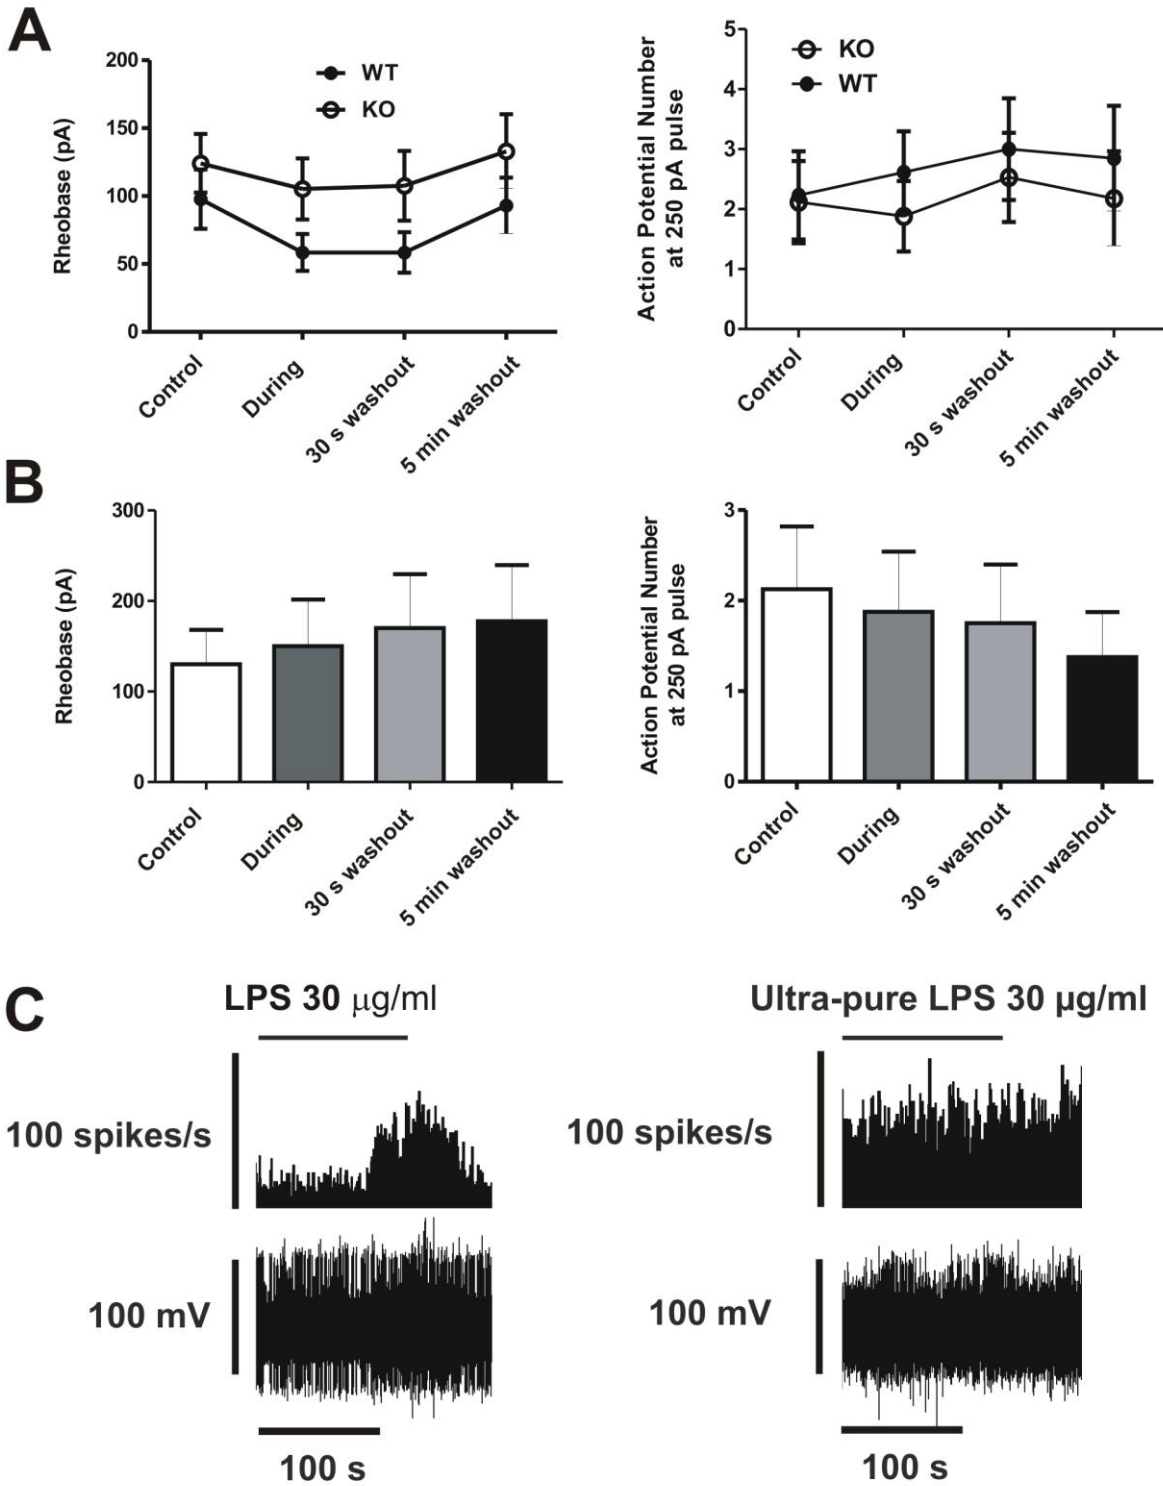 A
Rheobase (pA)
200
150
100
50
0
WT
KO
Control
During
30 s washout
5 min washout
Action Potential Number
at 250 pA pulse
5
4
3
2
1
0
KO
WT
Control
During
30 s washout
5 min washout
B
Rheobase (pA)
300
200
100
0
Control
During
30 s washout
5 min washout
Action Potential Number
at 250 pA pulse
3
2
1
0
Control
During
30 s washout
5 min washout
C
LPS 30 μg/ml
100 spikes/s
100 mV
100 s
Ultra-pure LPS 30 μg/ml
100 spikes/s
100 mV
100 s